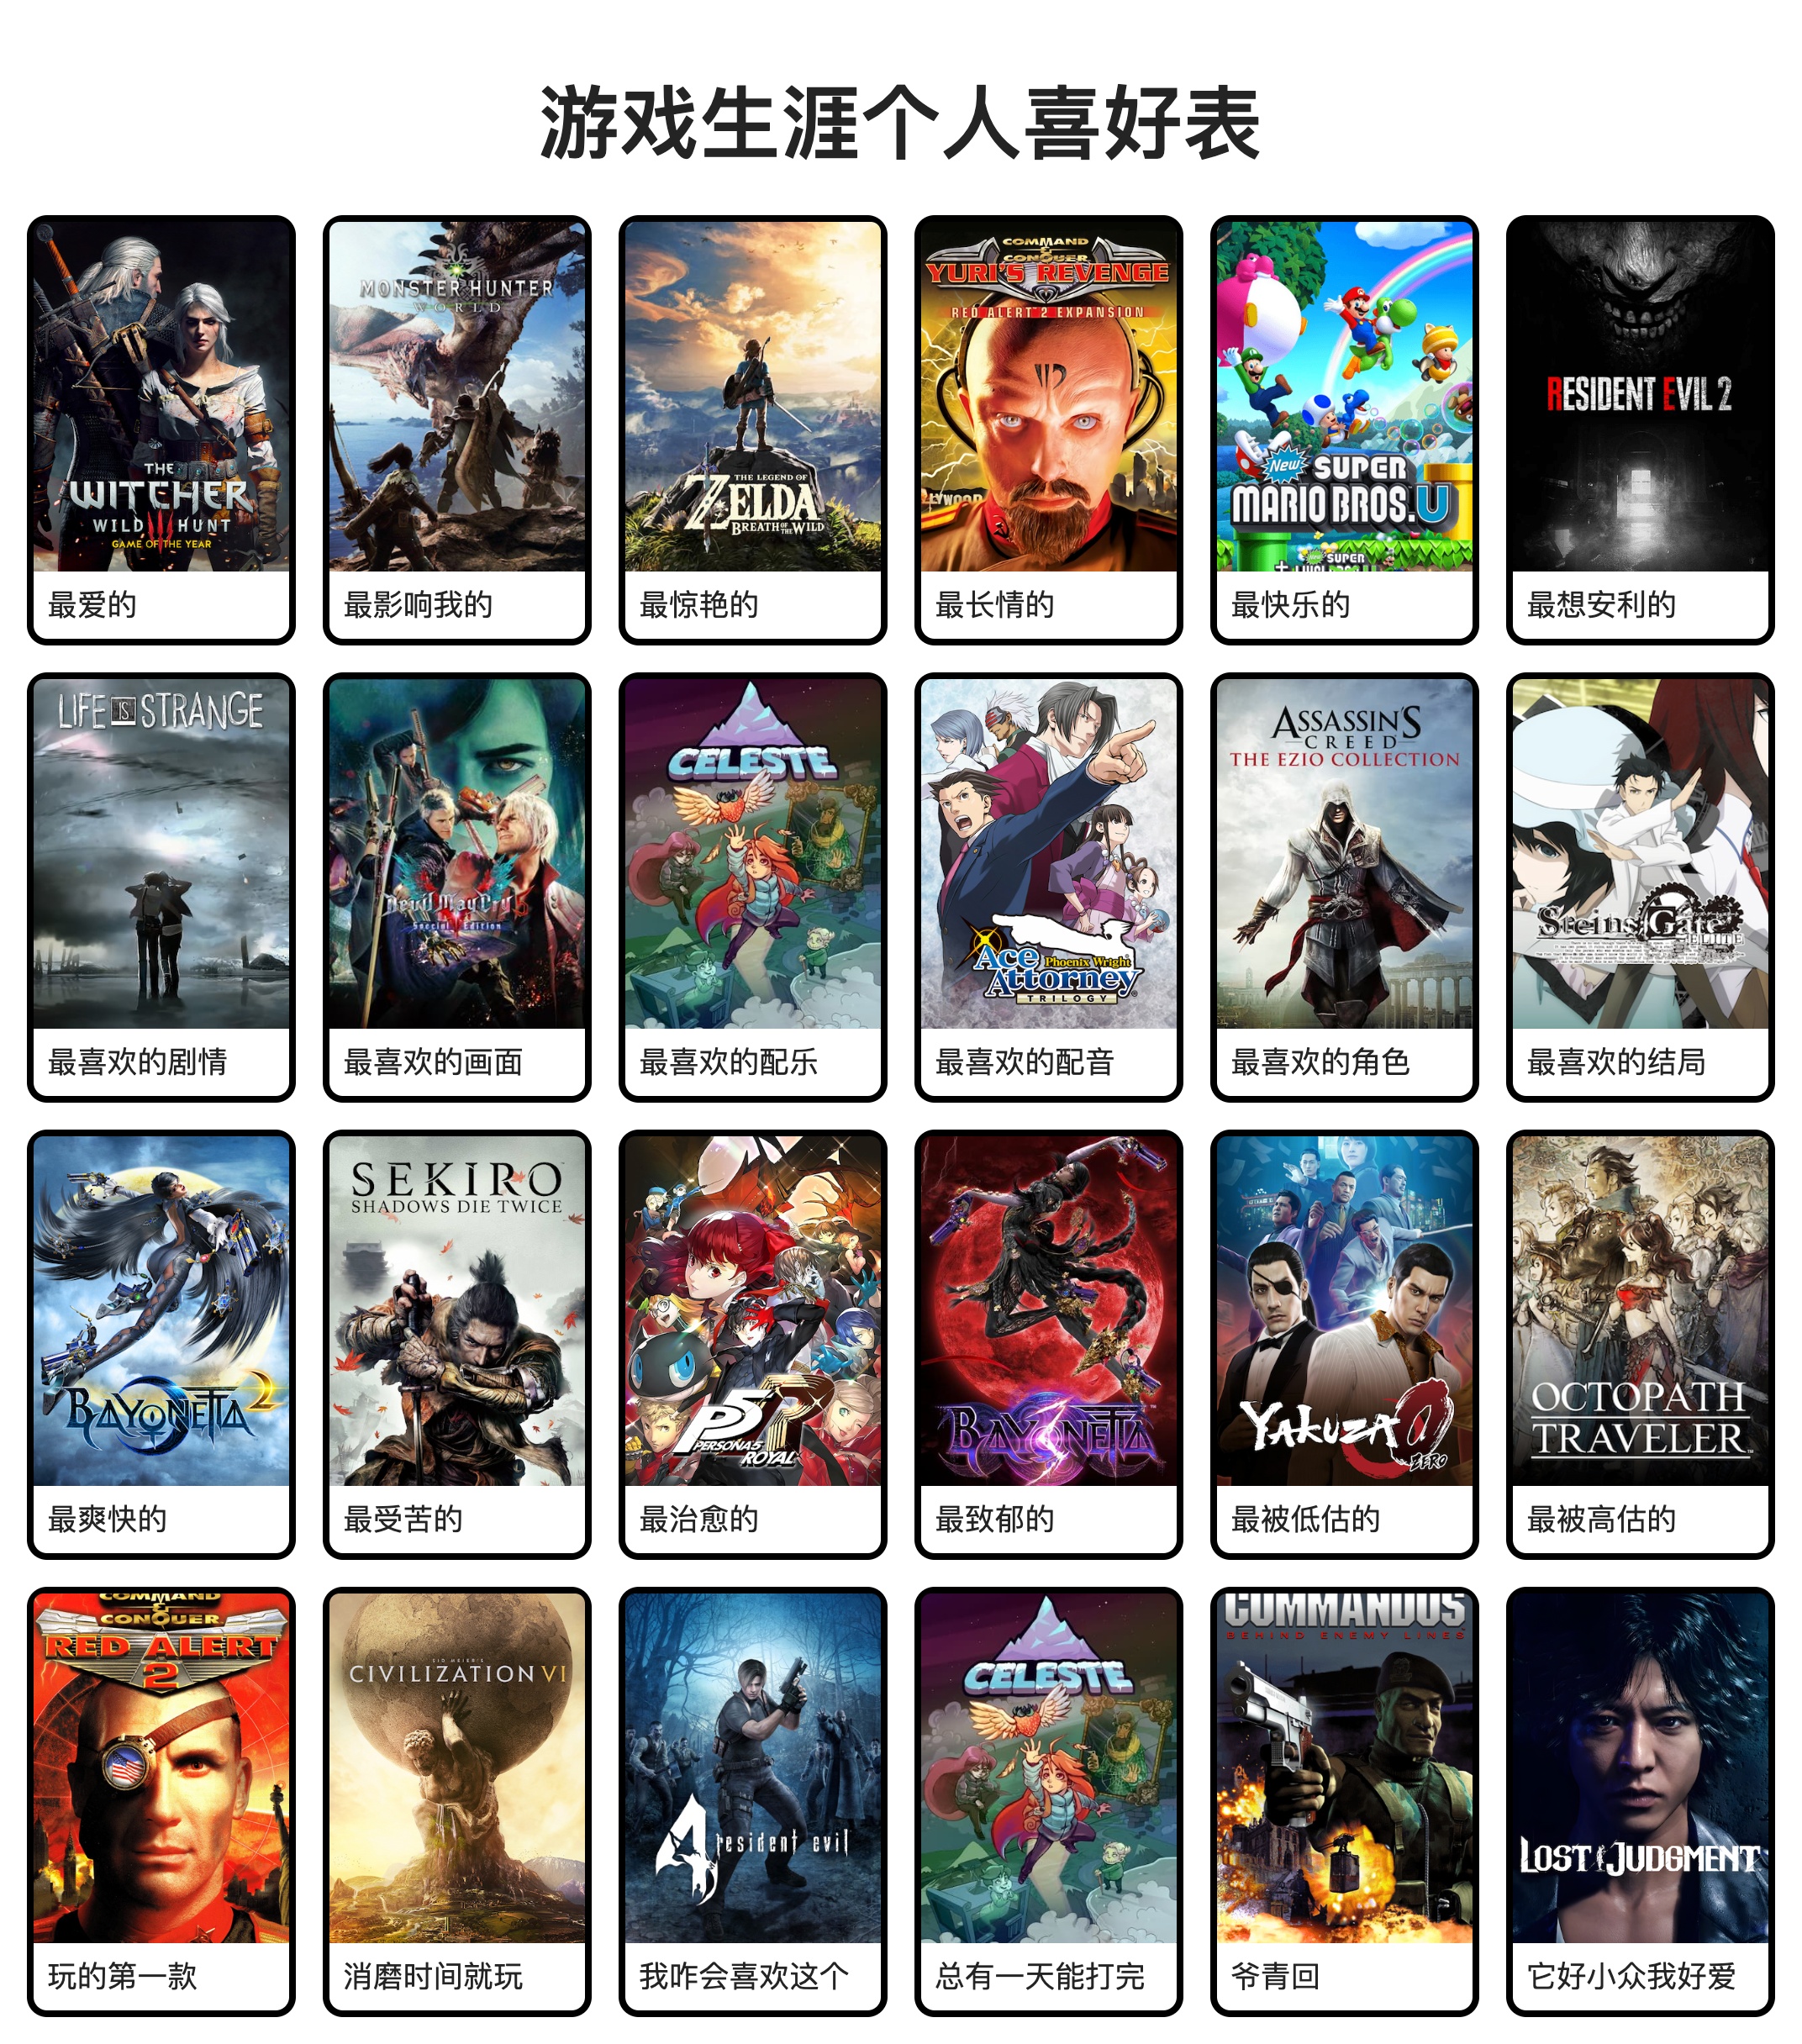 游戏生涯个人喜好表
THE
WITCHER
WILD HUNT
GAME OF THE YEAR
最爱的
MONSTER HUNTER
WORLD
最影响我的
THE LEGEND OF
ZELDA
BREATH OF THE WILD
最惊艳的
COMMAND
&
CONQUER
YURI'S REVENGE
RED ALERT 2 EXPANSION
LLYWOOD
最长情的
New SUPER
MARIO BROS. U
SUPER
最快乐的
RESIDENT EVIL 2
最想安利的
LIFE IS STRANGE
最喜欢的剧情
Devil May Cry 5
Special Edition
最喜欢的画面
CELESTE
最喜欢的配乐
Ace Phoenix Wright
Attorney
TRILOGY
最喜欢的配音
ASSASSIN'S
CREED
THE EZIO COLLECTION
最喜欢的角色
Steins Gate
ELITE
最喜欢的结局
BAYONETTA 2
最爽快的
SEKIRO
SHADOWS DIE TWICE
最受苦的
P5R
PERSONA5
ROYAL
最治愈的
BAYONETTA
最致郁的
YAKUZA 0
ZERO
最被低估的
OCTOPATH
TRAVELER
最被高估的
COMMAND
&
CONQUER
RED ALERT
2
玩的第一款
SID MEIER'S
CIVILIZATION VI
消磨时间就玩
4 resident evil
我咋会喜欢这个
CELESTE
总有一天能打完
COMMANDOS
BEHIND ENEMY LINES
爷青回
LOST JUDGMENT
它好小众我好爱